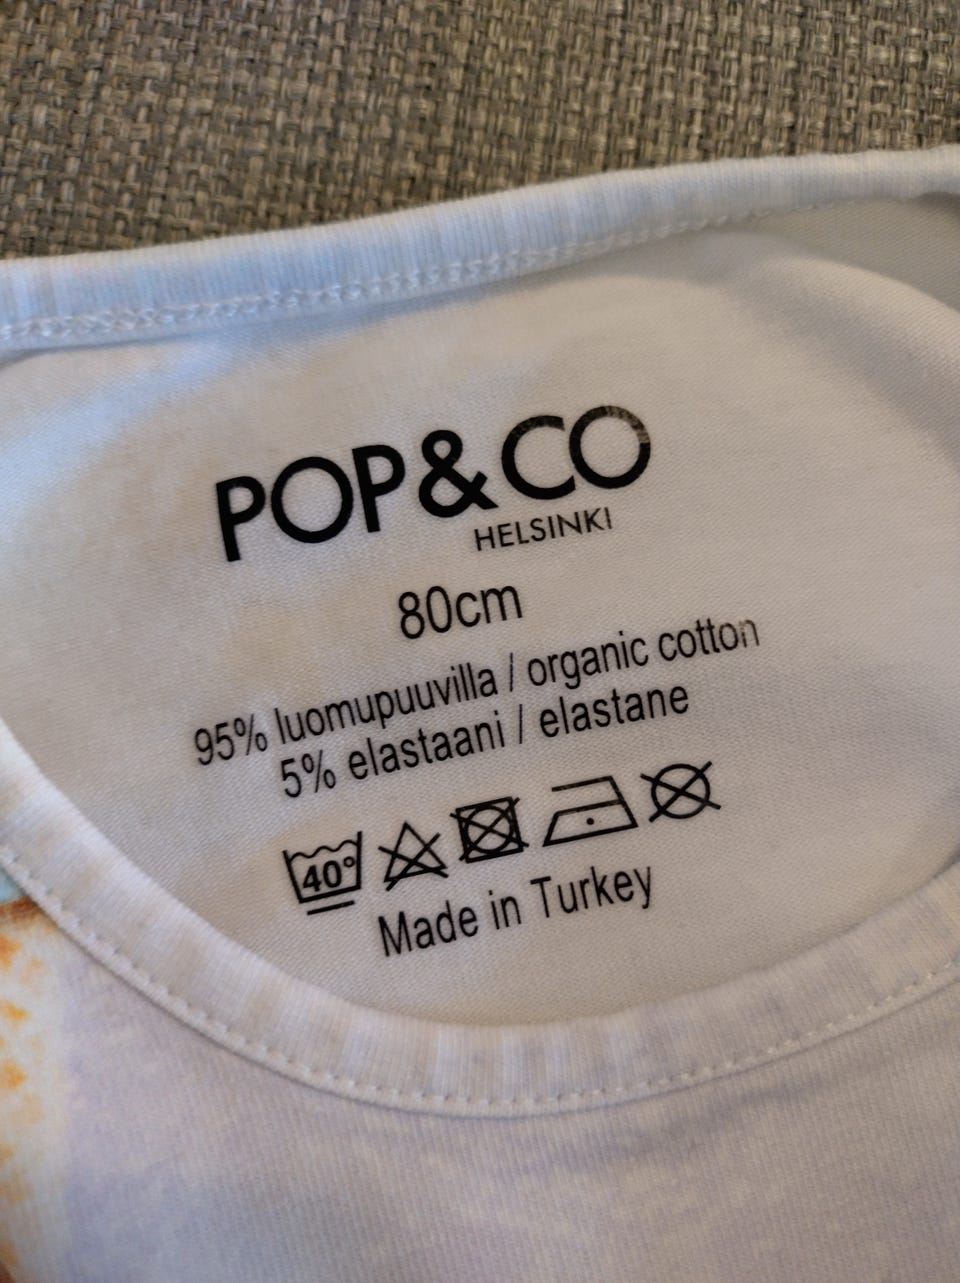 POP&CO
HELSINKI
80cm
95% luomupuuvilla / organic cotton
5% elastaani / elastane
40°
Made in Turkey